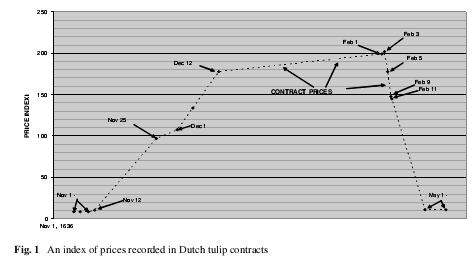 250
Feb 3
Feb 1
200
Feb 5
Dec 12
Feb 9
CONTRACT PRICES
Feb 11
150
PRICE INDEX
Nov 25
Dec 1
100
50
Nov 1
May 1
Nov 12
0
Nov 1, 1636
Fig. 1 An index of prices recorded in Dutch tulip contracts